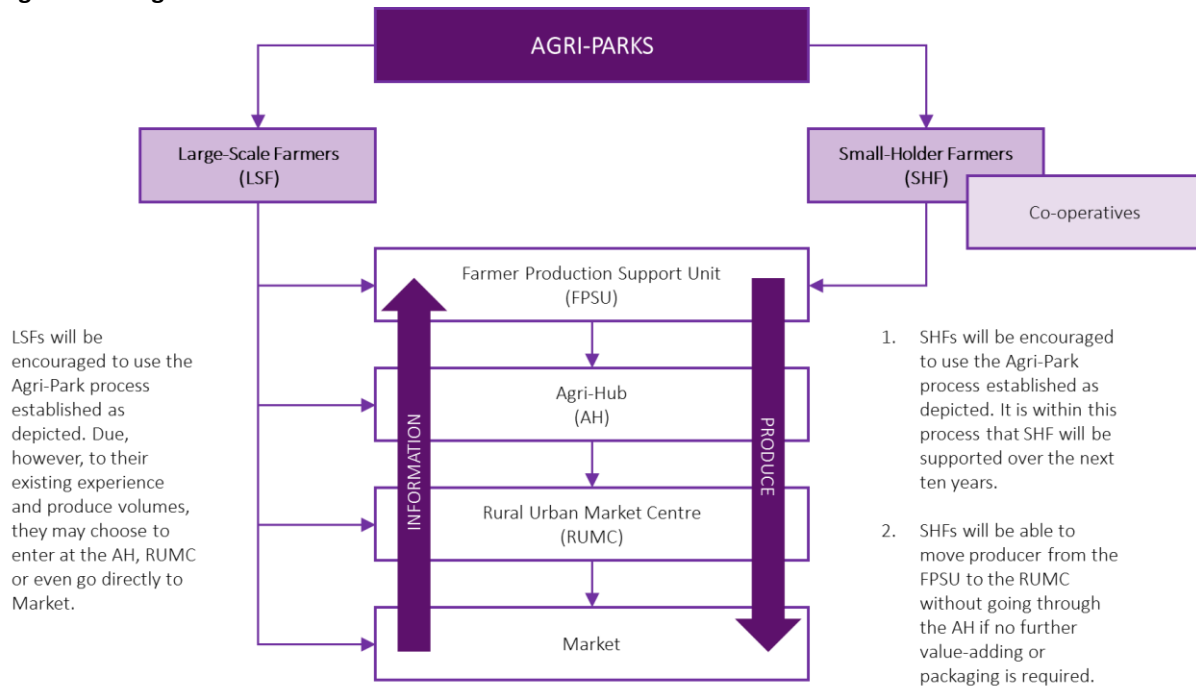 AGRI-PARKS
Large-Scale Farmers
(LSF)
Small-Holder Farmers
(SHF)
Co-operatives
Farmer Production Support Unit
(FPSU)
Agri-Hub
(AH)
Rural Urban Market Centre
(RUMC)
Market
INFORMATION
PRODUCE
LSFs will be
encouraged to use the
Agri-Park process
established as
depicted. Due,
however, to their
existing experience
and produce volumes,
they may choose to
enter at the AH, RUMC
or even go directly to
Market.
1. SHFs will be encouraged
to use the Agri-Park
process established as
depicted. It is within this
process that SHF will be
supported over the next
ten years.
2. SHFs will be able to
move producer from the
FPSU to the RUMC
without going through
the AH if no further
value-adding or
packaging is required.